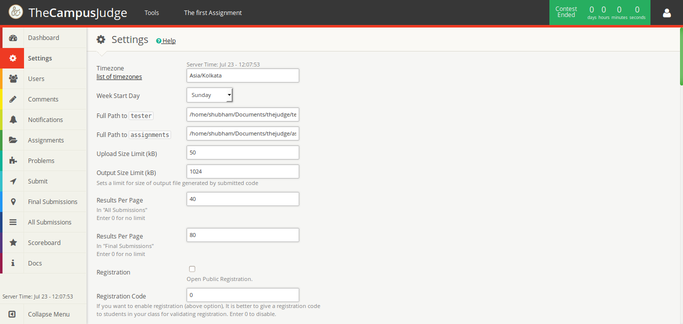 TheCampusJudge
Tools
The first Assignment
Contest Ended
0 0 0 0
days hours minutes seconds
Dashboard
Settings
Users
Comments
Notifications
Assignments
Problems
Submit
Final Submissions
All Submissions
Scoreboard
Docs
Server Time: Jul 23 - 12:07:53
Collapse Menu
Settings
Help
Server Time: Jul 23 - 12:07:53
Timezone
list of timezones
Asia/Kolkata
Week Start Day
Sunday
Full Path to tester
/home/shubham/Documents/thejudge/te
Full Path to assignments
/home/shubham/Documents/thejudge/as
Upload Size Limit (kB)
50
Output Size Limit (kB)
1024
Sets a limit for size of output file generated by submitted code
Results Per Page
40
In "All Submissions"
Enter 0 for no limit
Results Per Page
80
In "Final Submissions"
Enter 0 for no limit
Registration
Open Public Registration.
Registration Code
0
If you want to enable registration (above option), it is better to give a registration code
to students in your class for validating registration. Enter 0 to disable.